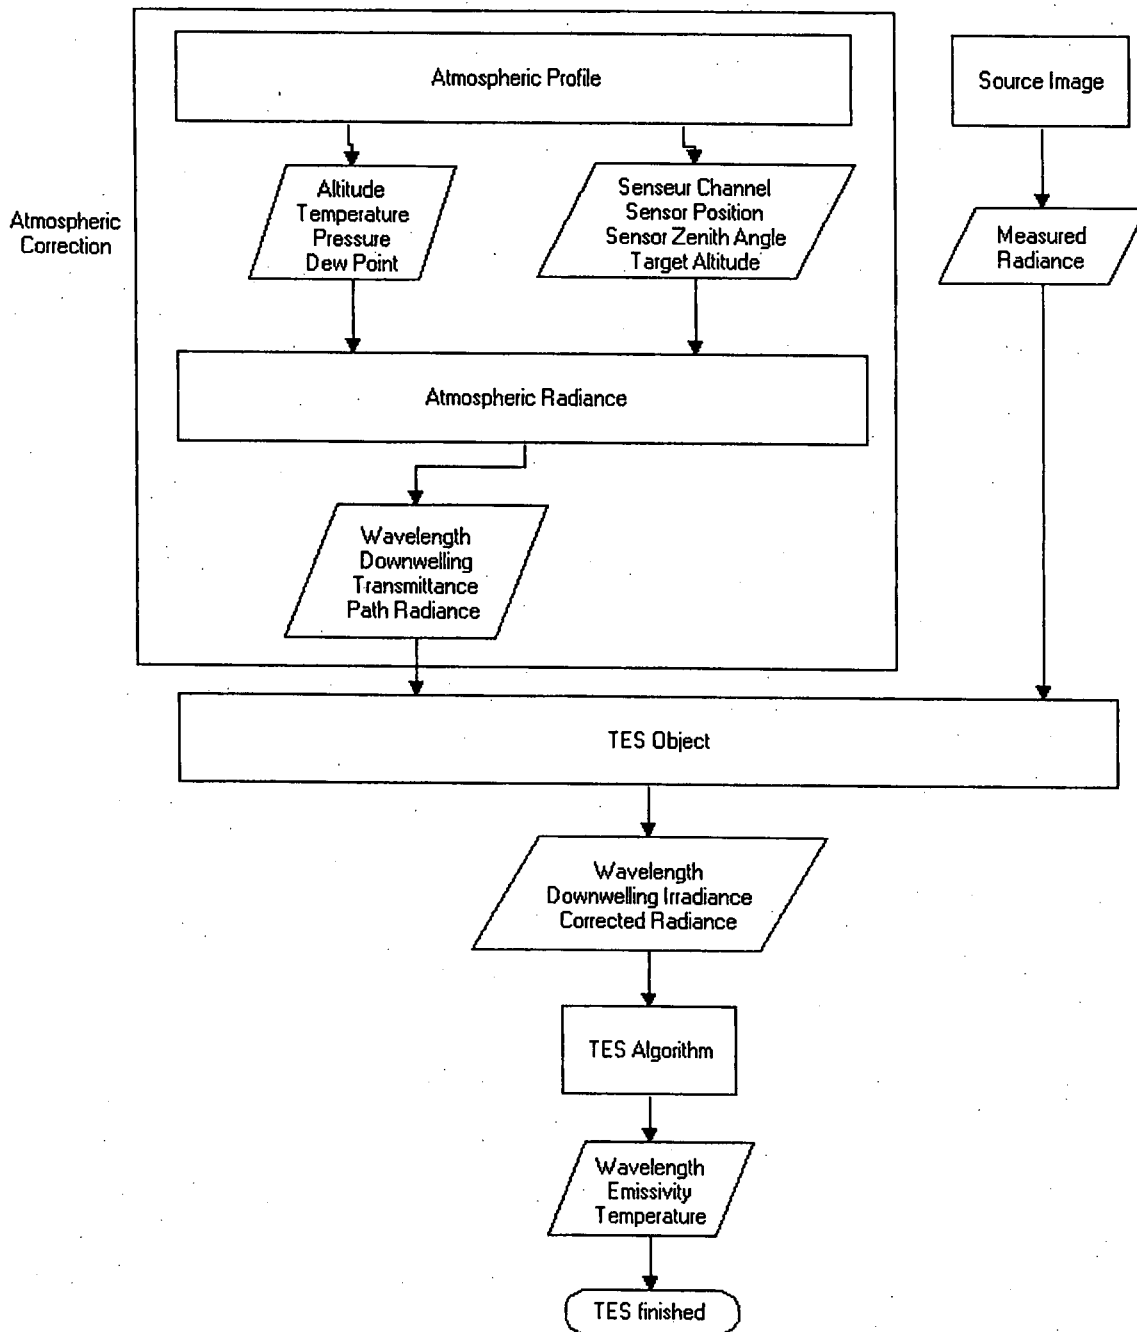 Atmospheric Profile
Source Image
Altitude
Temperature
Pressure
Dew Point
Senseur Channel
Sensor Position
Sensor Zenith Angle
Target Altitude
Atmospheric
Correction
Measured
Radiance
Atmospheric Radiance
Wavelength
Downwelling
Transmittance
Path Radiance
TES Object
Wavelength
Downwelling Irradiance
Corrected Radiance
TES Algorithm
Wavelength
Emissivity
Temperature
TES finished